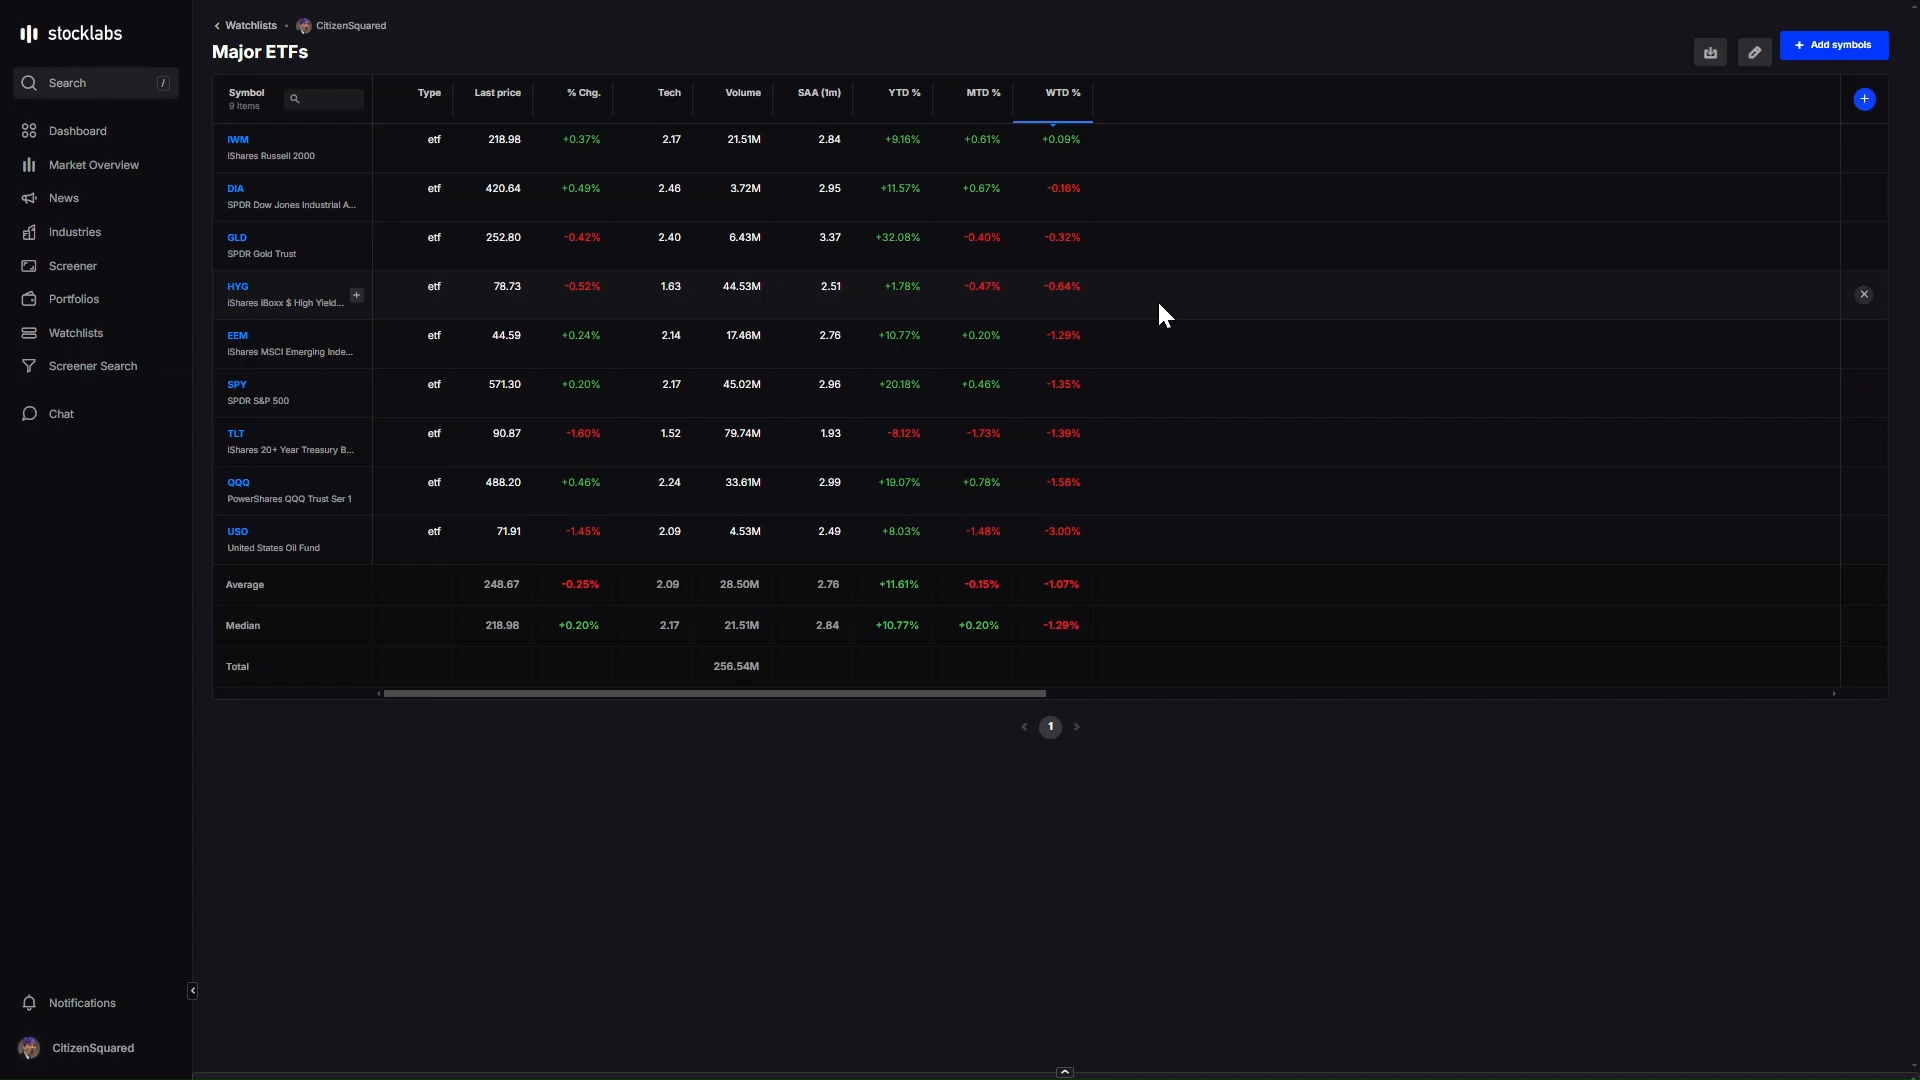 stocklabs
Search /
Dashboard
Market Overview
News
Industries
Screener
Portfolios
Watchlists
Screener Search
Chat
Notifications
CitizenSquared
Watchlists • CitizenSquared
Major ETFs
+ Add symbols
Symbol Type Last price % Chg. Tech Volume SAA (1m) YTD % MTD % WTD %
9 Items
IWM etf 218.98 +0.37% 2.17 21.51M 2.84 +9.16% +0.61% +0.09%
iShares Russell 2000
DIA etf 420.64 +0.49% 2.46 3.72M 2.95 +11.57% +0.67% -0.16%
SPDR Dow Jones Industrial A...
GLD etf 252.80 -0.42% 2.40 6.43M 3.37 +32.08% -0.40% -0.32%
SPDR Gold Trust
HYG etf 78.73 -0.52% 1.63 44.53M 2.51 +1.78% -0.47% -0.64%
iShares iBoxx $ High Yield...
EEM etf 44.59 +0.24% 2.14 17.46M 2.76 +10.77% +0.20% -1.29%
iShares MSCI Emerging Inde...
SPY etf 571.30 +0.20% 2.17 45.02M 2.96 +20.18% +0.46% -1.35%
SPDR S&P 500
TLT etf 90.87 -1.60% 1.52 79.74M 1.93 -8.12% -1.73% -1.39%
iShares 20+ Year Treasury B...
QQQ etf 488.20 +0.46% 2.24 33.61M 2.99 +19.07% +0.78% -1.56%
PowerShares QQQ Trust Ser 1
USO etf 71.91 -1.45% 2.09 4.53M 2.49 +8.03% -1.48% -3.00%
United States Oil Fund
Average 248.67 -0.25% 2.09 28.50M 2.76 +11.61% -0.15% -1.07%
Median 218.98 +0.20% 2.17 21.51M 2.84 +10.77% +0.20% -1.29%
Total 256.54M
1